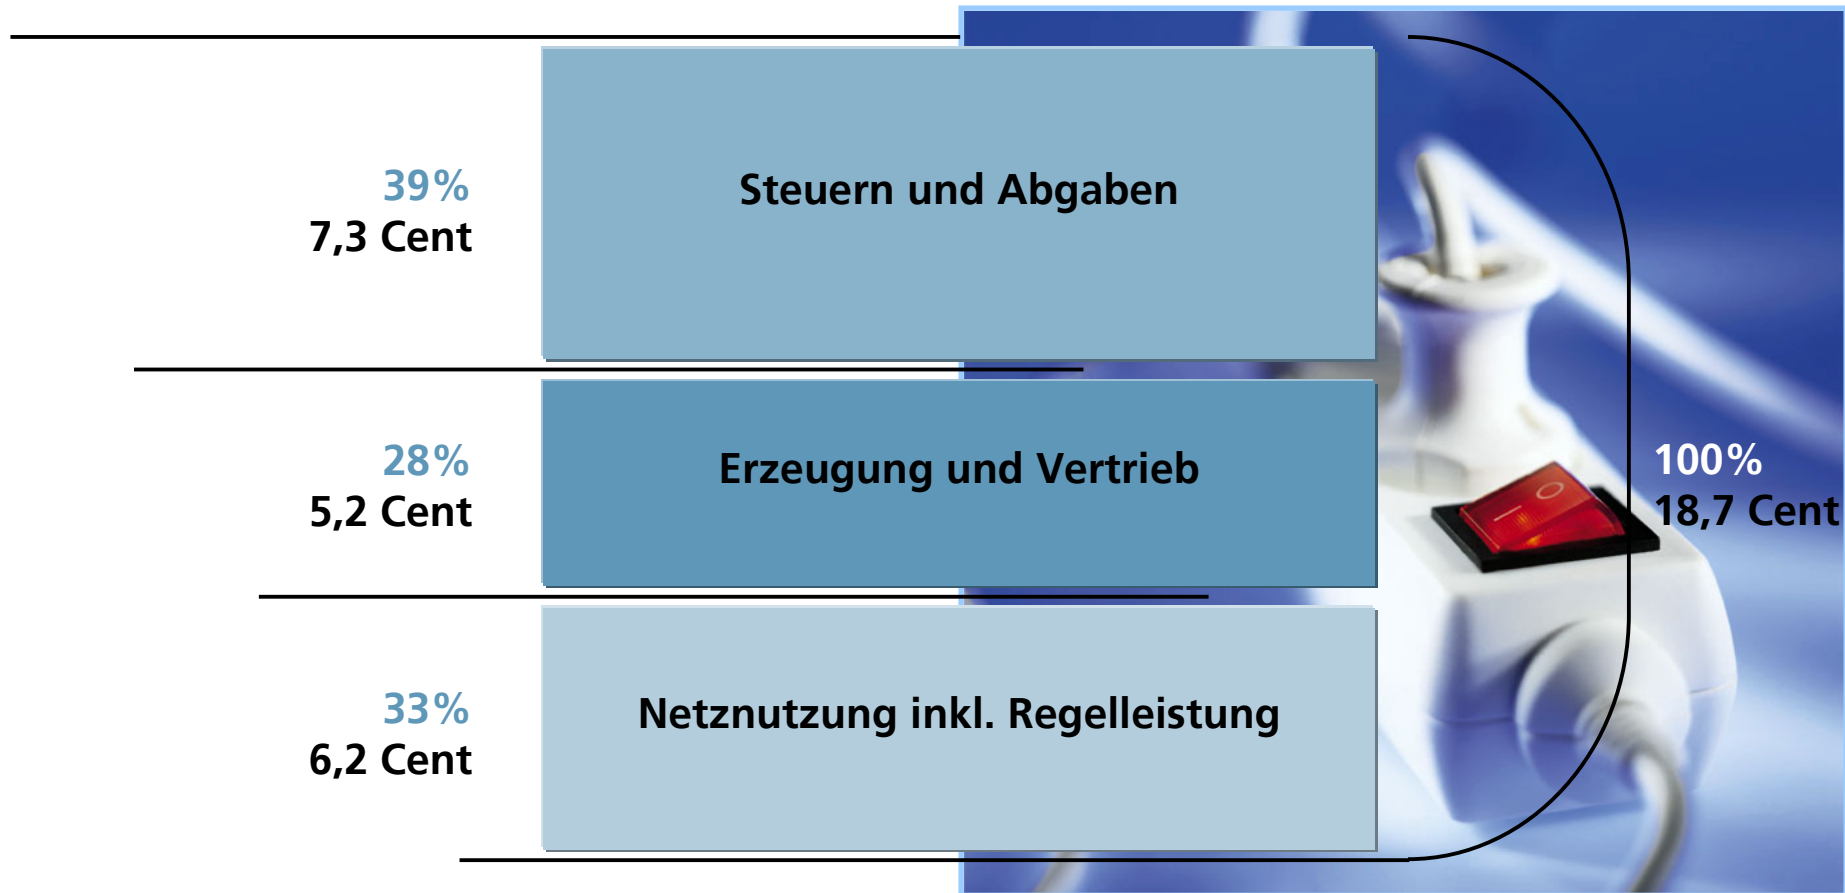 39%
7,3 Cent
Steuern und Abgaben
28%
5,2 Cent
Erzeugung und Vertrieb
100%
18,7 Cent
33%
6,2 Cent
Netznutzung inkl. Regelleistung